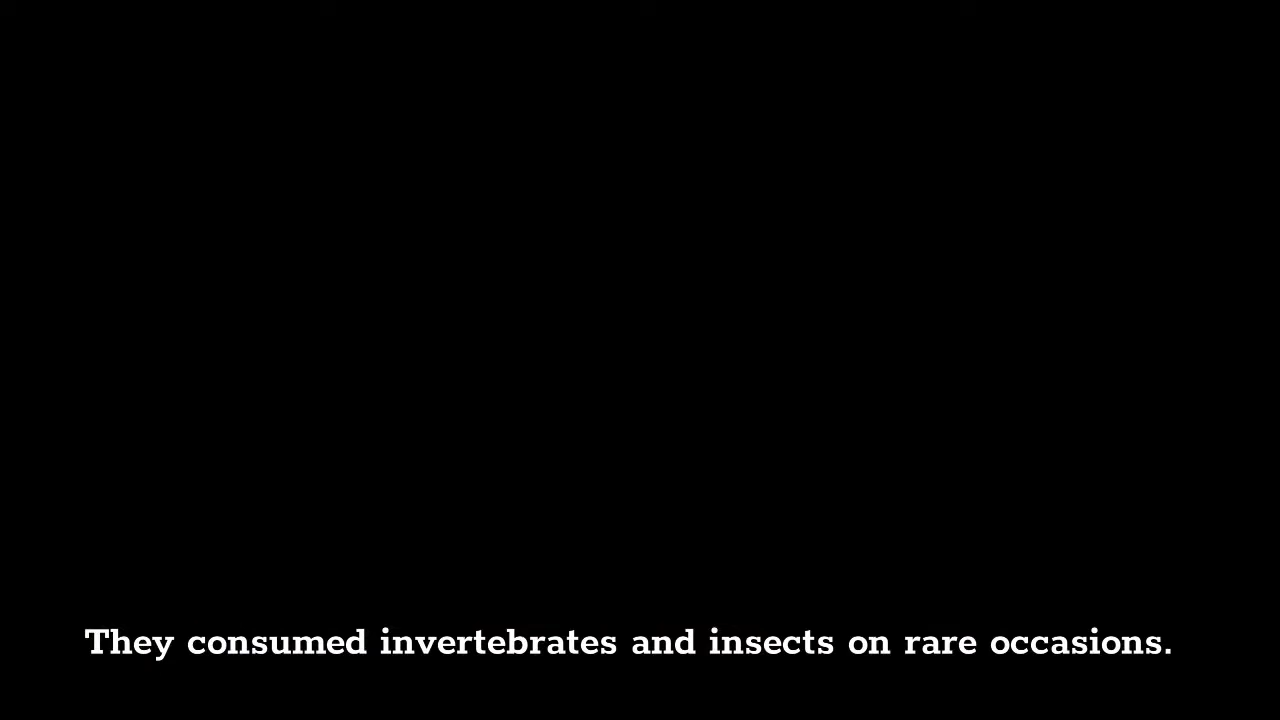 They consumed invertebrates and insects on rare occasions.